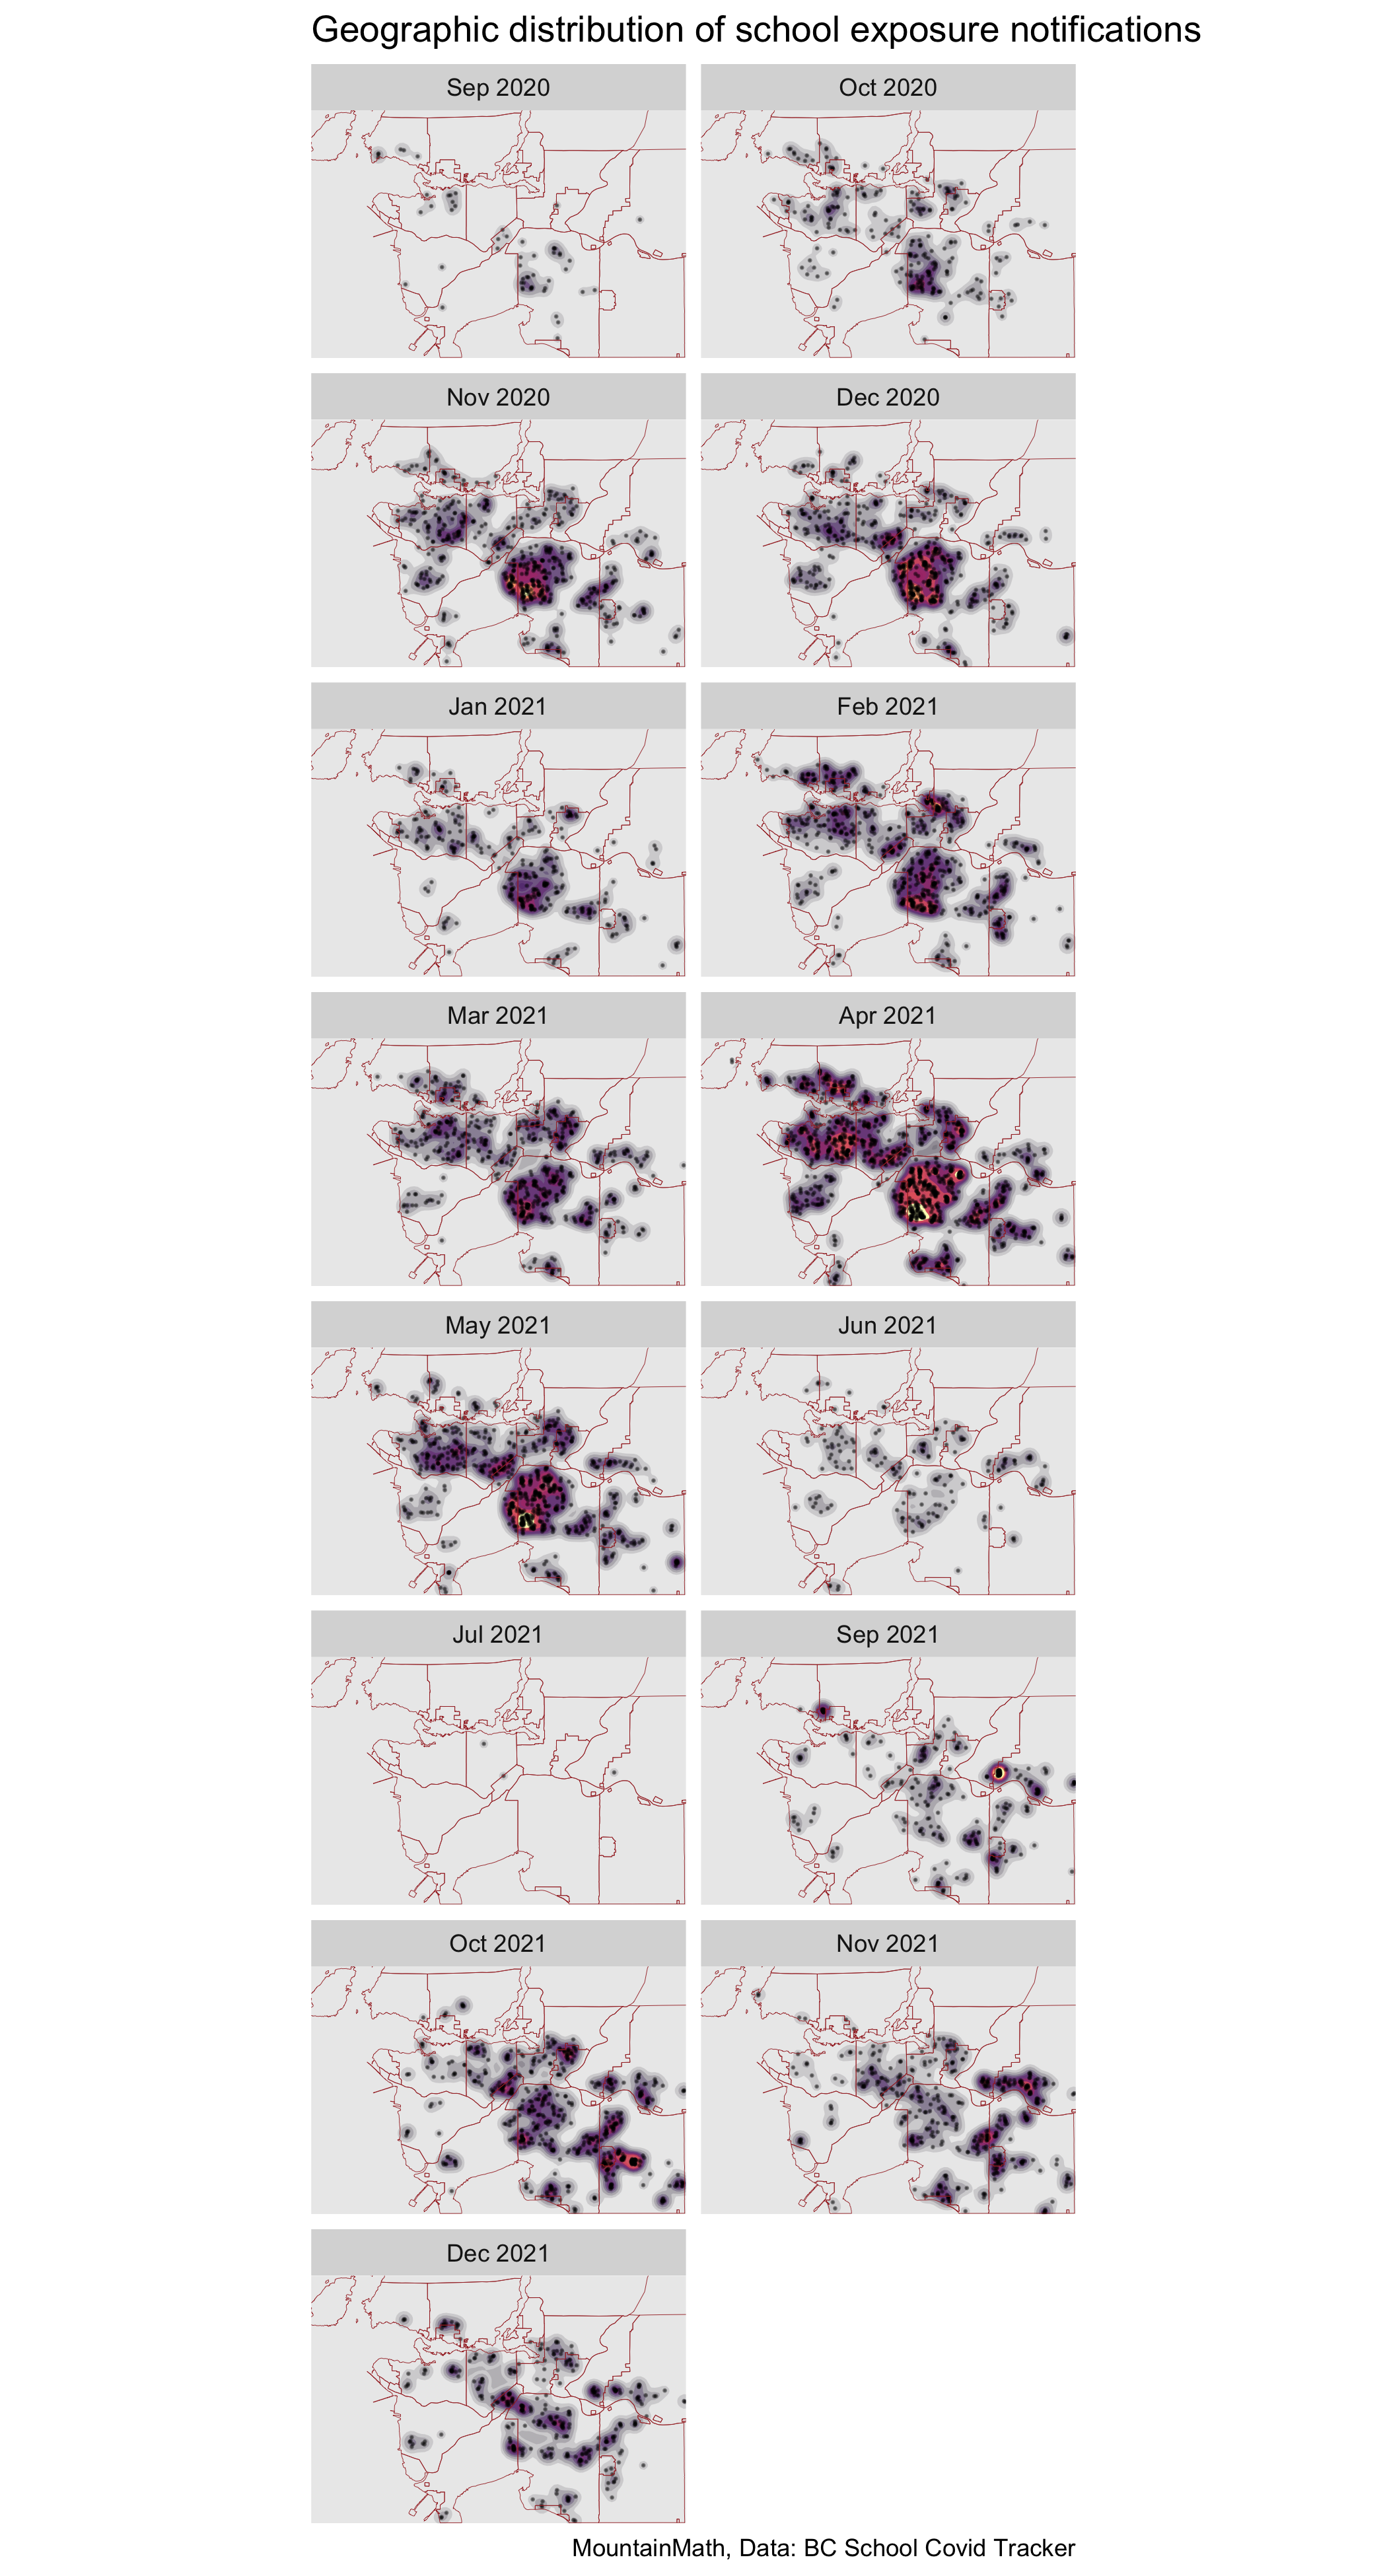 Geographic distribution of school exposure notifications
Sep 2020
Oct 2020
Nov 2020
Dec 2020
Jan 2021
Feb 2021
Mar 2021
Apr 2021
May 2021
Jun 2021
Jul 2021
Sep 2021
Oct 2021
Nov 2021
Dec 2021
MountainMath, Data: BC School Covid Tracker